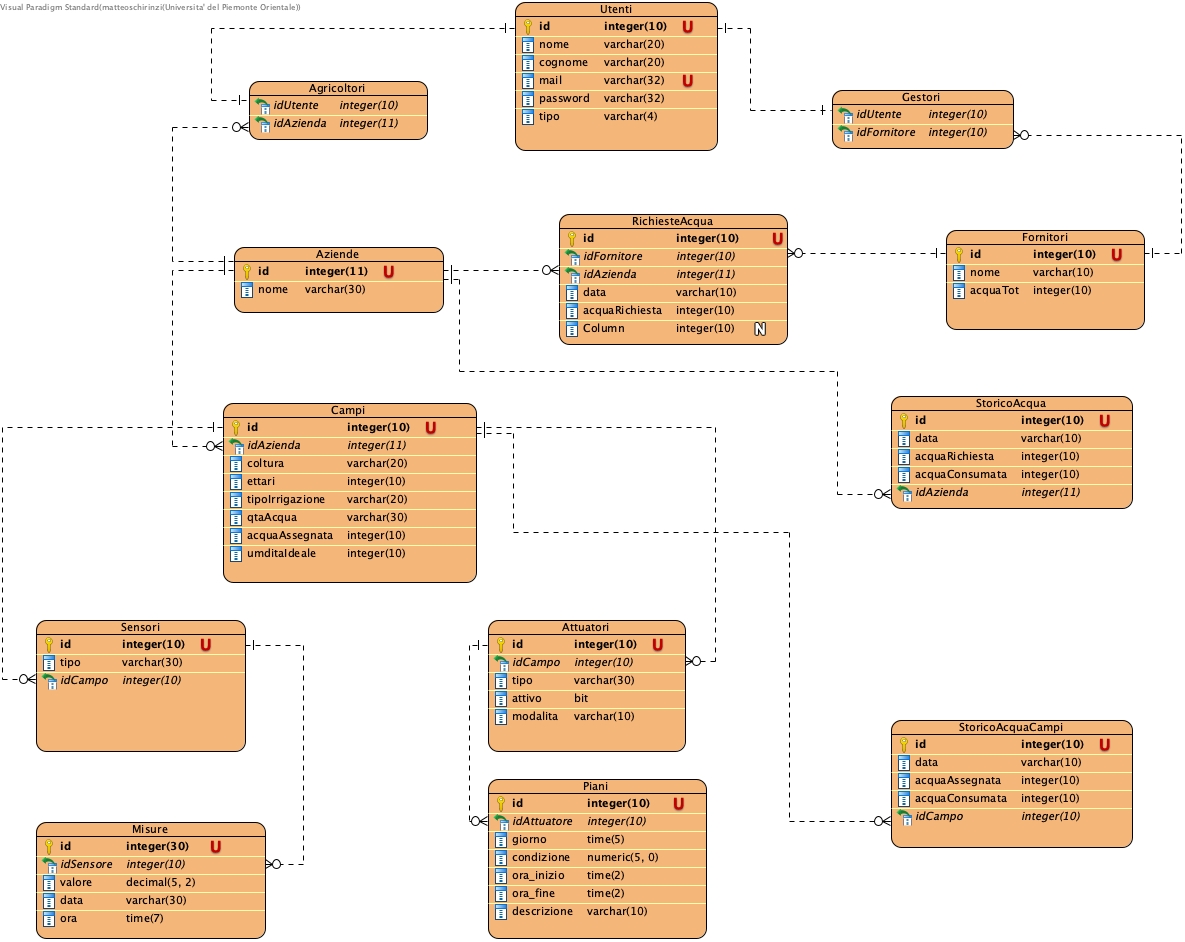 Visual Paradigm Standard(matteoschirinzi(Universita' del Piemonte Orientale))
Utenti
id integer(10) U
nome varchar(20)
cognome varchar(20)
mail varchar(32) U
password varchar(32)
tipo varchar(4)
Agricoltori
idUtente integer(10)
idAzienda integer(11)
Gestori
idUtente integer(10)
idFornitore integer(10)
Aziende
id integer(11) U
nome varchar(30)
RichiesteAcqua
id integer(10) U
idFornitore integer(10)
idAzienda integer(11)
data varchar(10)
acquaRichiesta integer(10)
Column integer(10) N
Fornitori
id integer(10) U
nome varchar(10)
acquaTot integer(10)
Campi
id integer(10) U
idAzienda integer(11)
coltura varchar(20)
ettari integer(10)
tipoIrrigazione varchar(20)
qtaAcqua varchar(30)
acquaAssegnata integer(10)
umditaIdeale integer(10)
StoricoAcqua
id integer(10) U
data varchar(10)
acquaRichiesta integer(10)
acquaConsumata integer(10)
idAzienda integer(11)
Sensori
id integer(10) U
tipo varchar(30)
idCampo integer(10)
Attuatori
id integer(10) U
idCampo integer(10)
tipo varchar(30)
attivo bit
modalita varchar(10)
StoricoAcquaCampi
id integer(10) U
data varchar(10)
acquaAssegnata integer(10)
acquaConsumata integer(10)
idCampo integer(10)
Piani
id integer(10) U
idAttuatore integer(10)
giorno time(5)
condizione numeric(5, 0)
ora_inizio time(2)
ora_fine time(2)
descrizione varchar(10)
Misure
id integer(30) U
idSensore integer(10)
valore decimal(5, 2)
data varchar(30)
ora time(7)